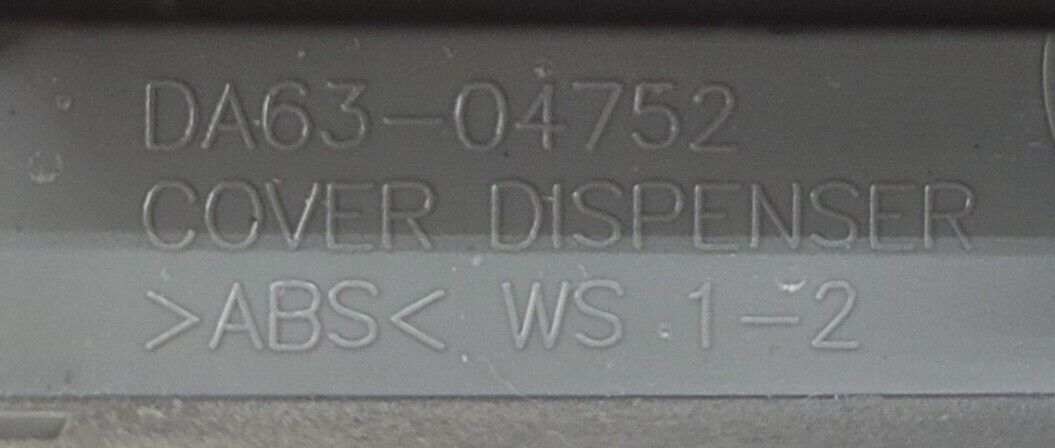 DA63-04752
COVER DISPENSER
>ABS< WS 1-2